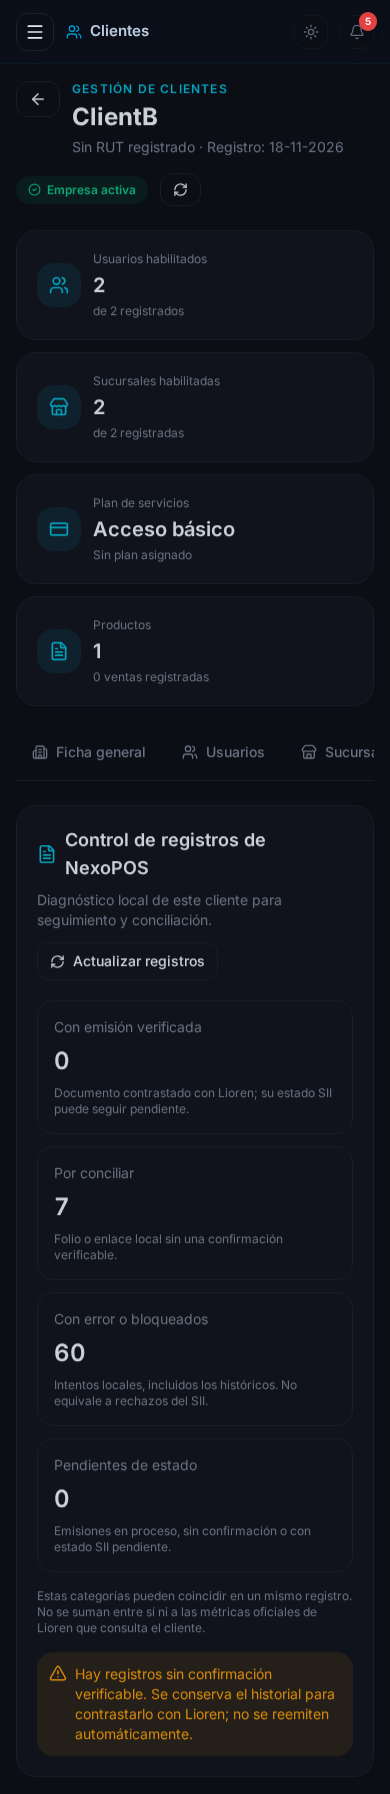 Clientes
5
GESTIÓN DE CLIENTES
ClientB
Sin RUT registrado · Registro: 18-11-2026
Empresa activa
Usuarios habilitados
2
de 2 registrados
Sucursales habilitadas
2
de 2 registradas
Plan de servicios
Acceso básico
Sin plan asignado
Productos
1
0 ventas registradas
Ficha general Usuarios Sucursa
Control de registros de
NexoPOS
Diagnóstico local de este cliente para
seguimiento y conciliación.
Actualizar registros
Con emisión verificada
0
Documento contrastado con Lioren; su estado SII
puede seguir pendiente.
Por conciliar
7
Folio o enlace local sin una confirmación
verificable.
Con error o bloqueados
60
Intentos locales, incluidos los históricos. No
equivale a rechazos del SII.
Pendientes de estado
0
Emisiones en proceso, sin confirmación o con
estado SII pendiente.
Estas categorías pueden coincidir en un mismo registro.
No se suman entre sí ni a las métricas oficiales de
Lioren que consulta el cliente.
Hay registros sin confirmación
verificable. Se conserva el historial para
contrastarlo con Lioren; no se reemiten
automáticamente.